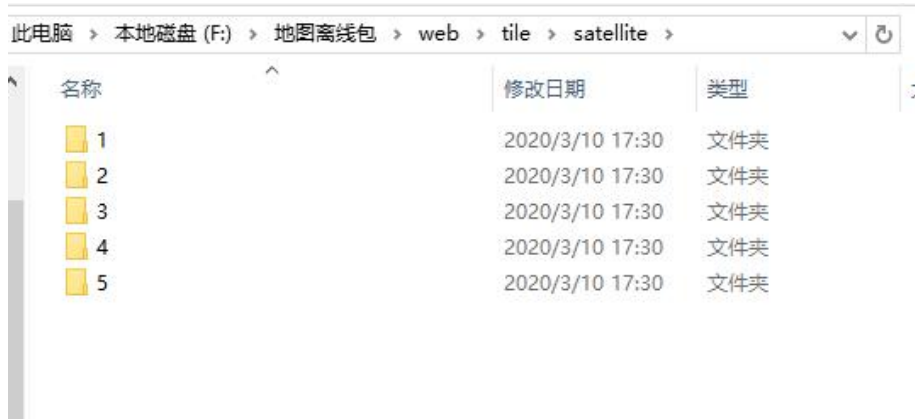 此电脑 > 本地磁盘 (F:) > 地图离线包 > web > tile > satellite >
名称 修改日期 类型
1 2020/3/10 17:30 文件夹
2 2020/3/10 17:30 文件夹
3 2020/3/10 17:30 文件夹
4 2020/3/10 17:30 文件夹
5 2020/3/10 17:30 文件夹